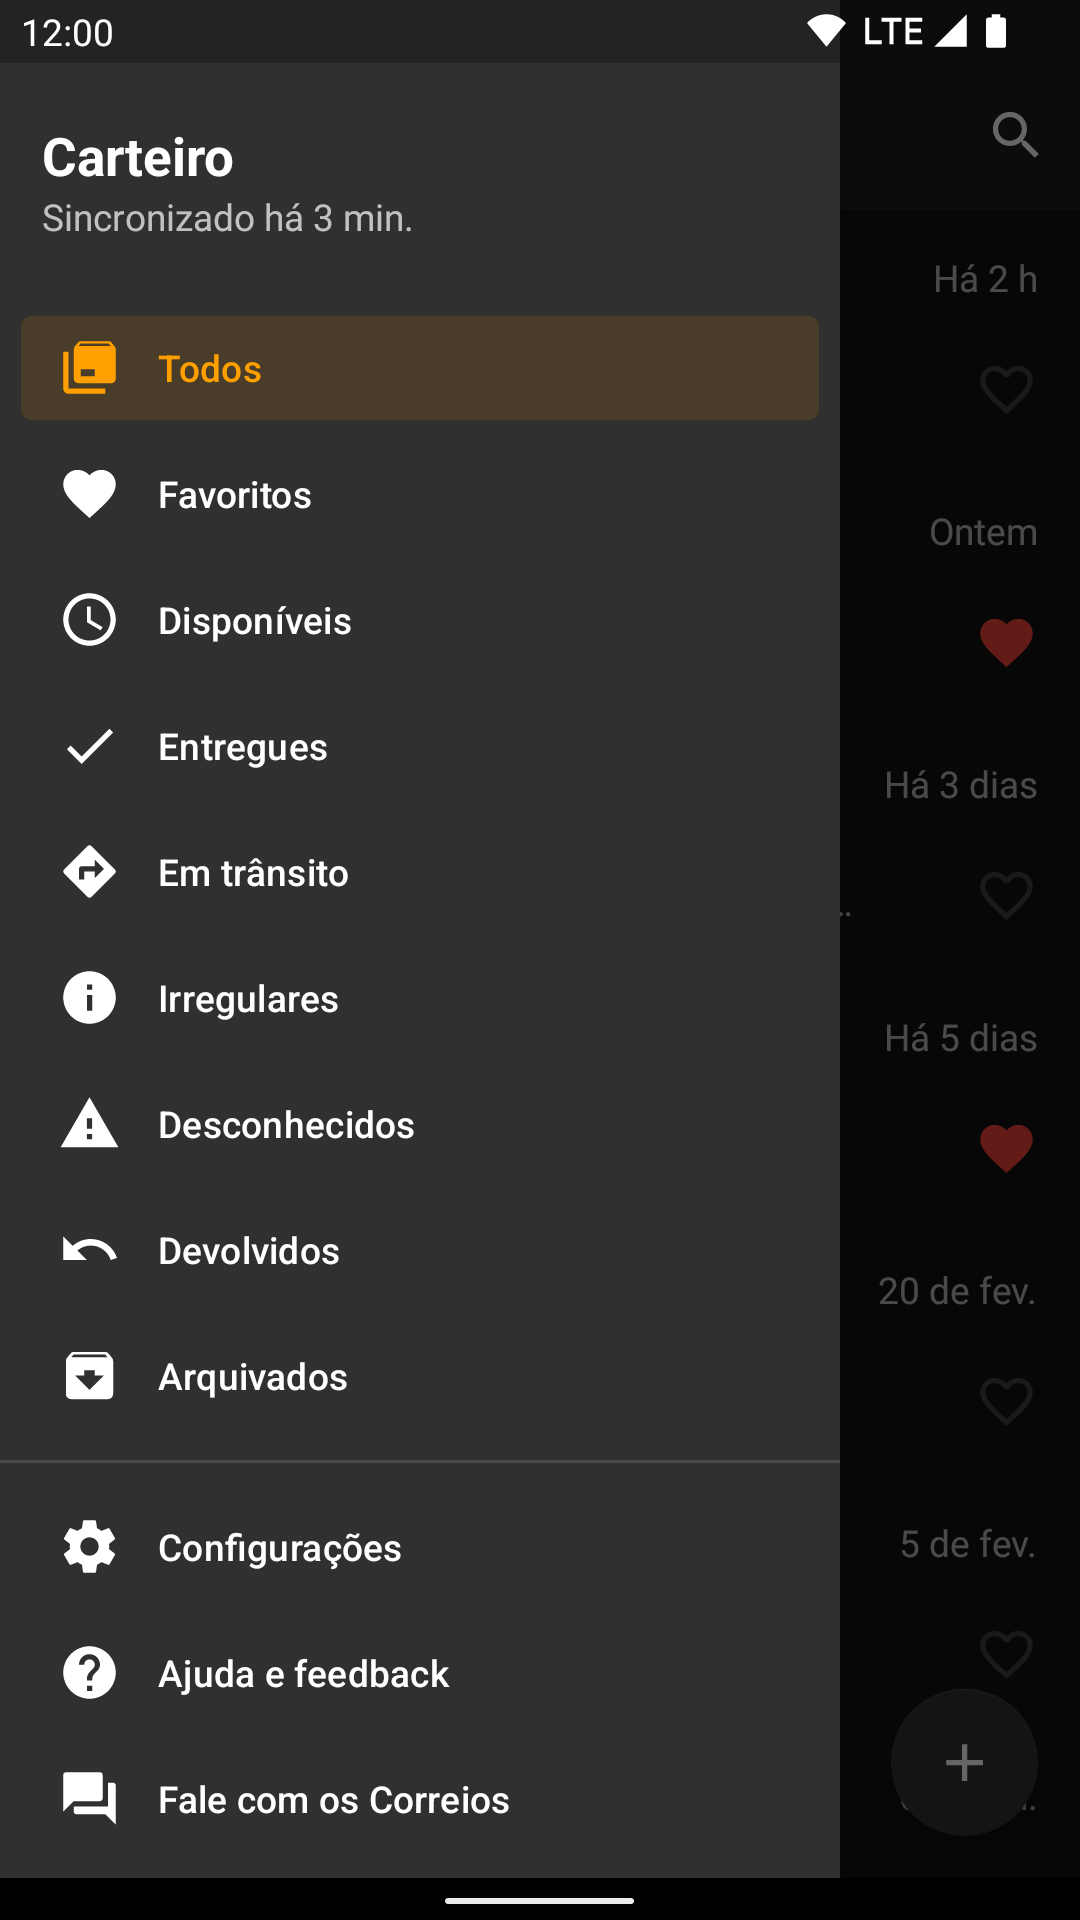 12:00
LTE
Carteiro
Sincronizado há 3 min.
Há 2 h
Todos
Favoritos
Ontem
Disponíveis
Entregues
Há 3 dias
Em trânsito
Irregulares
Há 5 dias
Desconhecidos
Devolvidos
20 de fev.
Arquivados
Configurações
5 de fev.
Ajuda e feedback
Fale com os Correios